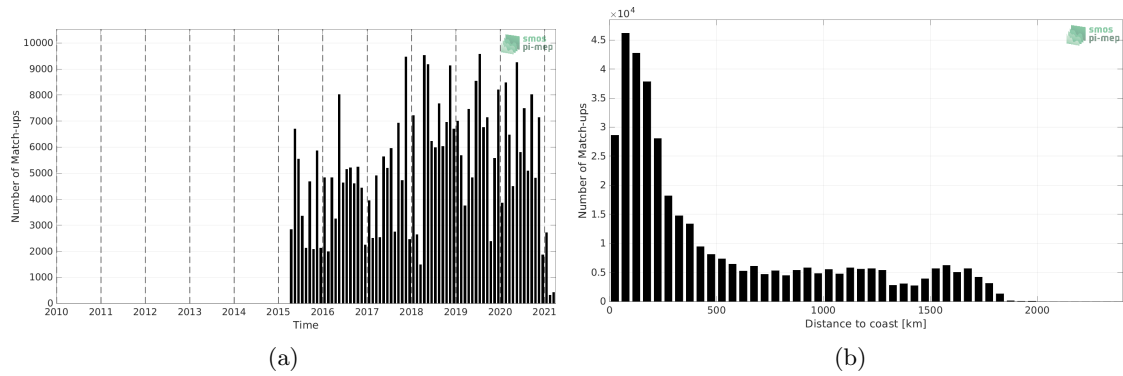 smos
pi-mep
10000
9000
8000
7000
6000
5000
4000
3000
2000
1000
0
Number of Match-ups
2010 2011 2012 2013 2014 2015 2016 2017 2018 2019 2020 2021
Time
(a)
×10⁴
smos
pi-mep
4.5
4
3.5
3
2.5
2
1.5
1
0.5
0
Number of Match-ups
0 500 1000 1500 2000
Distance to coast [km]
(b)